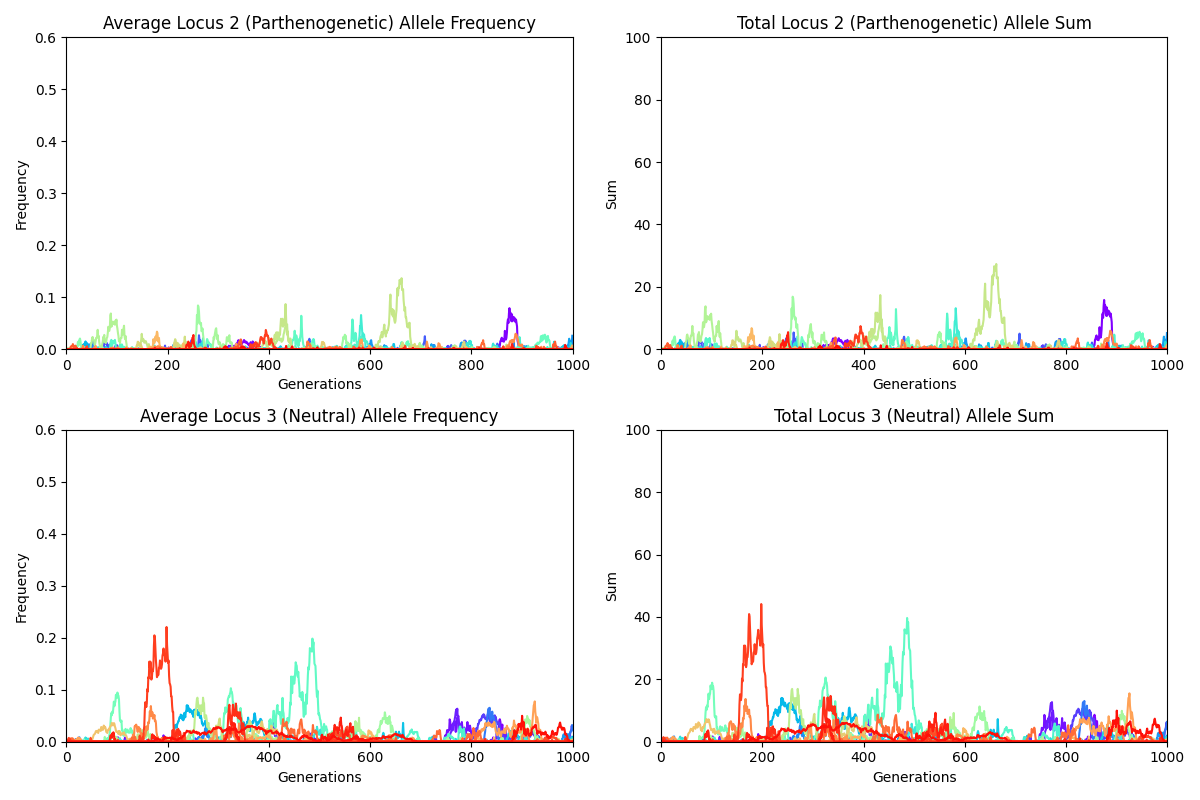 Average Locus 2 (Parthenogenetic) Allele Frequency
0.6
0.5
0.4
0.3
0.2
0.1
0.0
Frequency
0 200 400 600 800 1000
Generations
Total Locus 2 (Parthenogenetic) Allele Sum
100
80
60
40
20
0
Sum
0 200 400 600 800 1000
Generations
Average Locus 3 (Neutral) Allele Frequency
0.6
0.5
0.4
0.3
0.2
0.1
0.0
Frequency
0 200 400 600 800 1000
Generations
Total Locus 3 (Neutral) Allele Sum
100
80
60
40
20
0
Sum
0 200 400 600 800 1000
Generations